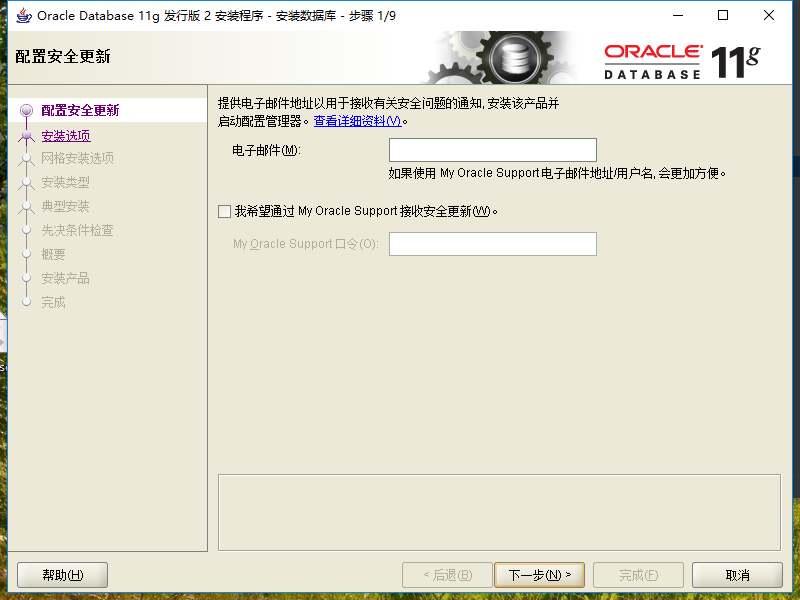 Oracle Database 11g 发行版 2 安装程序 - 安装数据库 - 步骤 1/9
配置安全更新
ORACLE
DATABASE
11g
配置安全更新
安装选项
网格安装选项
安装类型
典型安装
先决条件检查
概要
安装产品
完成
提供电子邮件地址以用于接收有关安全问题的通知, 安装该产品并
启动配置管理器。查看详细资料(V)。
电子邮件(M):
如果使用 My Oracle Support 电子邮件地址/用户名, 会更加方便。
我希望通过 My Oracle Support 接收安全更新(W)。
My Oracle Support 口令(O):
帮助(H)
< 后退(B)
下一步(N) >
完成(F)
取消